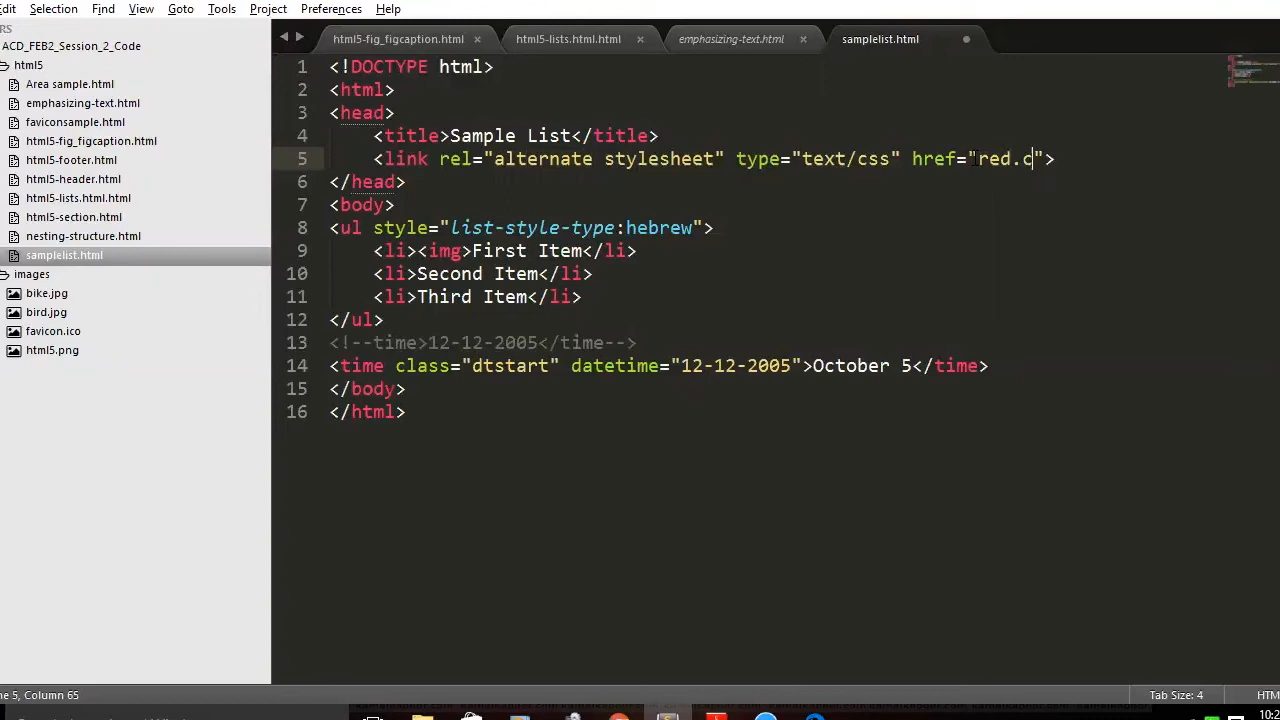 Selection Find View Goto Tools Project Preferences Help
html5-fig_figcaption.html × html5-lists.html.html × emphasizing-text.html × samplelist.html
ACD_FEB2_Session_2_Code
html5
Area sample.html
emphasizing-text.html
faviconsample.html
html5-fig_figcaption.html
html5-footer.html
html5-header.html
html5-lists.html.html
html5-section.html
nesting-structure.html
samplelist.html
images
bike.jpg
bird.jpg
favicon.ico
html5.png
1 <!DOCTYPE html>
2 <html>
3 <head>
4 <title>Sample List</title>
5 <link rel="alternate stylesheet" type="text/css" href="red.c">
6 </head>
7 <body>
8 <ul style="list-style-type:hebrew">
9 <li><img>First Item</li>
10 <li>Second Item</li>
11 <li>Third Item</li>
12 </ul>
13 <!--time>12-12-2005</time-->
14 <time class="dtstart" datetime="12-12-2005">October 5</time>
15 </body>
16 </html>
5, Column 65 Tab Size: 4 HTM
10:2